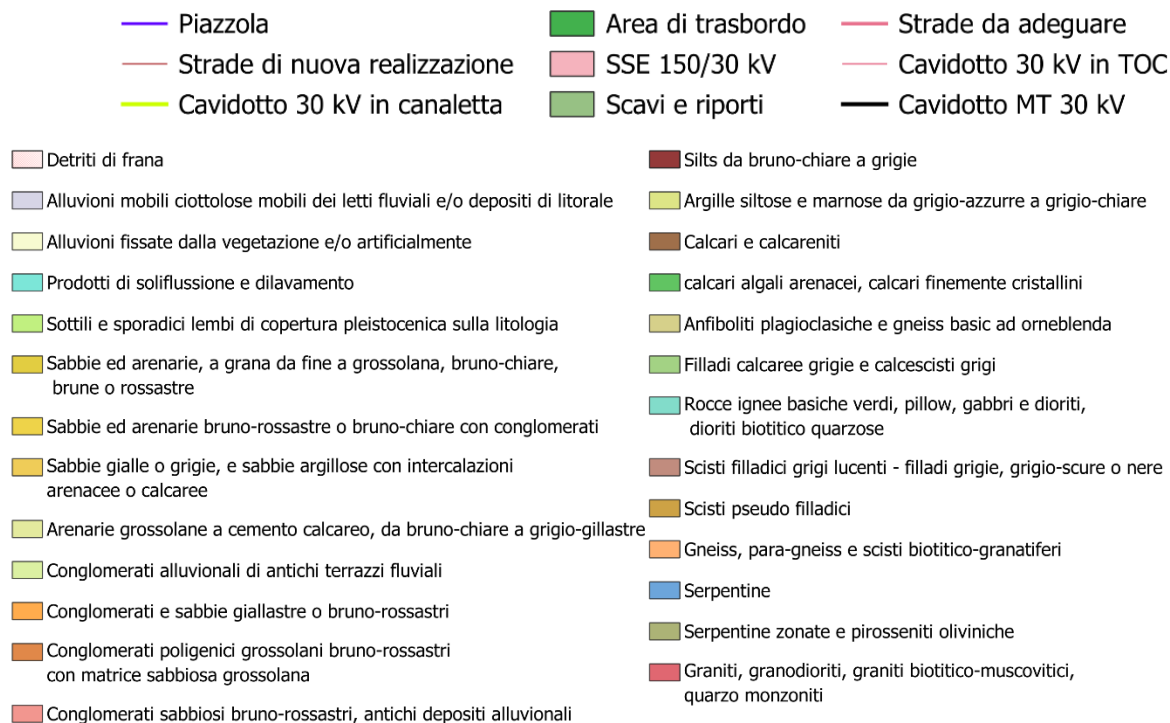 Piazzola
Strade di nuova realizzazione
Cavidotto 30 kV in canaletta
Area di trasbordo
SSE 150/30 kV
Scavi e riporti
Strade da adeguare
Cavidotto 30 kV in TOC
Cavidotto MT 30 kV
Detriti di frana
Alluvioni mobili ciottolose mobili dei letti fluviali e/o depositi di litorale
Alluvioni fissate dalla vegetazione e/o artificialmente
Prodotti di soliflussione e dilavamento
Sottili e sporadici lembi di copertura pleistocenica sulla litologia
Sabbie ed arenarie, a grana da fine a grossolana, bruno-chiare,
brune o rossastre
Sabbie ed arenarie bruno-rossastre o bruno-chiare con conglomerati
Sabbie gialle o grigie, e sabbie argillose con intercalazioni
arenacee o calcaree
Arenarie grossolane a cemento calcareo, da bruno-chiare a grigio-gillastre
Conglomerati alluvionali di antichi terrazzi fluviali
Conglomerati e sabbie giallastre o bruno-rossastri
Conglomerati poligenici grossolani bruno-rossastri
con matrice sabbiosa grossolana
Conglomerati sabbiosi bruno-rossastri, antichi depositi alluvionali
Silts da bruno-chiare a grigie
Argille siltose e marnose da grigio-azzurre a grigio-chiare
Calcari e calcareniti
calcari algali arenacei, calcari finemente cristallini
Anfiboliti plagioclasiche e gneiss basic ad orneblenda
Filladi calcaree grigie e calcescisti grigi
Rocce ignee basiche verdi, pillow, gabbri e dioriti,
dioriti biotitico quarzose
Scisti filladici grigi lucenti - filladi grigie, grigio-scure o nere
Scisti pseudo filladici
Gneiss, para-gneiss e scisti biotitico-granatiferi
Serpentine
Serpentine zonate e pirosseniti oliviniche
Graniti, granodioriti, graniti biotitico-muscovitici,
quarzo monzoniti